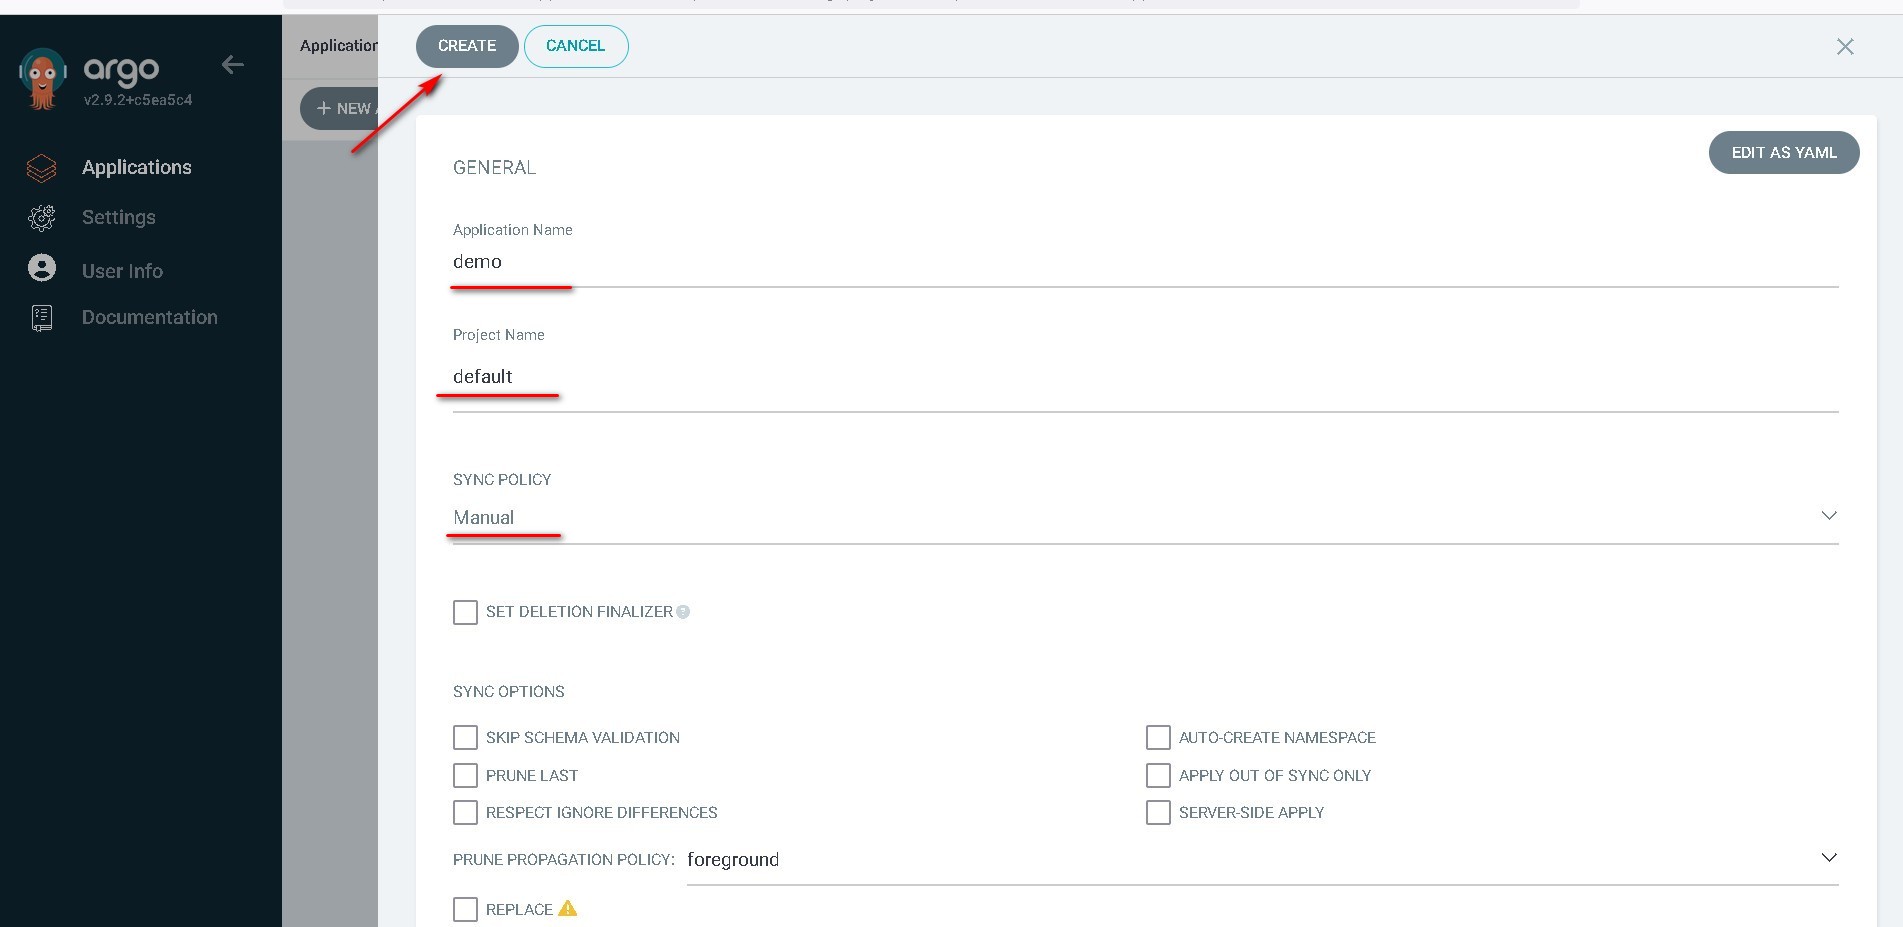 argo
v2.9.2+c5ea5c4
Applications
Settings
User Info
Documentation
Application
+ NEW
CREATE
CANCEL
EDIT AS YAML
GENERAL
Application Name
demo
Project Name
default
SYNC POLICY
Manual
SET DELETION FINALIZER
SYNC OPTIONS
SKIP SCHEMA VALIDATION
AUTO-CREATE NAMESPACE
PRUNE LAST
APPLY OUT OF SYNC ONLY
RESPECT IGNORE DIFFERENCES
SERVER-SIDE APPLY
PRUNE PROPAGATION POLICY: foreground
REPLACE